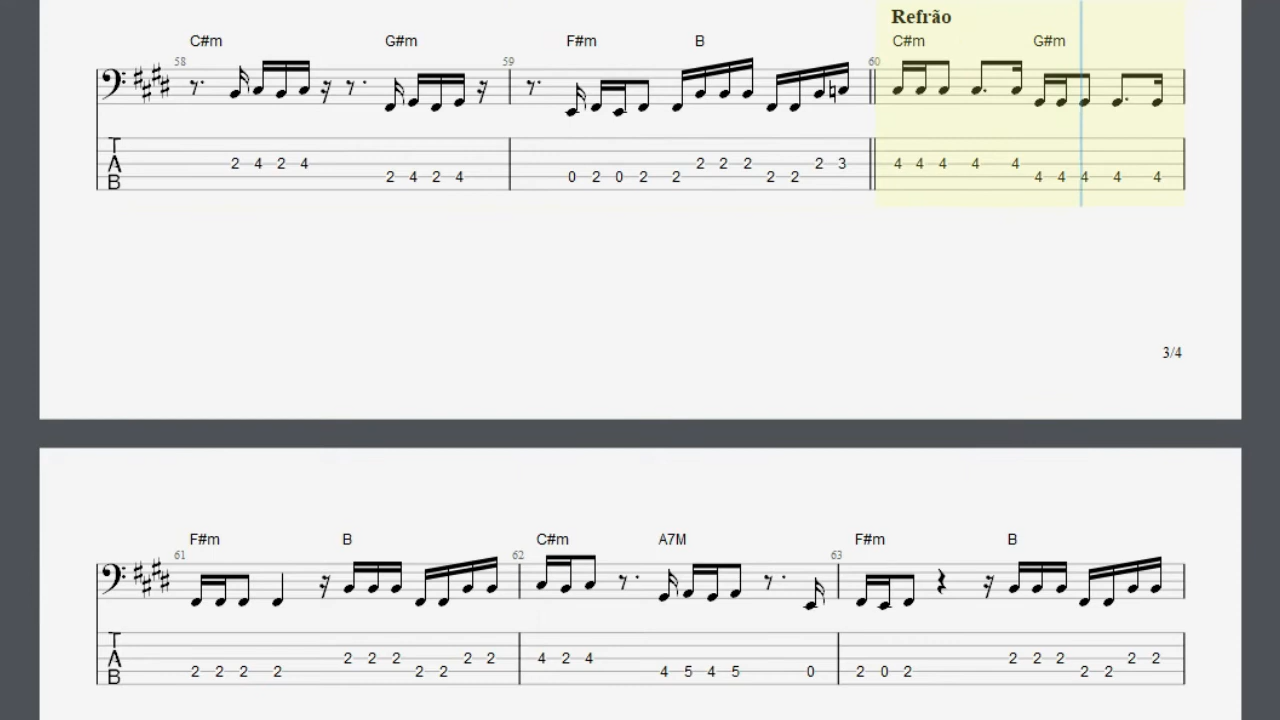 Refrão
C#m G#m F#m B C#m G#m
58 59 60
T
A
B
2 4 2 4 2 4 2 4 0 2 0 2 2 2 2 2 2 2 2 3 4 4 4 4 4 4 4 4 4 4
3/4
F#m B C#m A7M F#m B
61 62 63
T
A
B
2 2 2 2 2 2 2 2 2 2 2 4 2 4 4 5 4 5 0 2 0 2 2 2 2 2 2 2 2